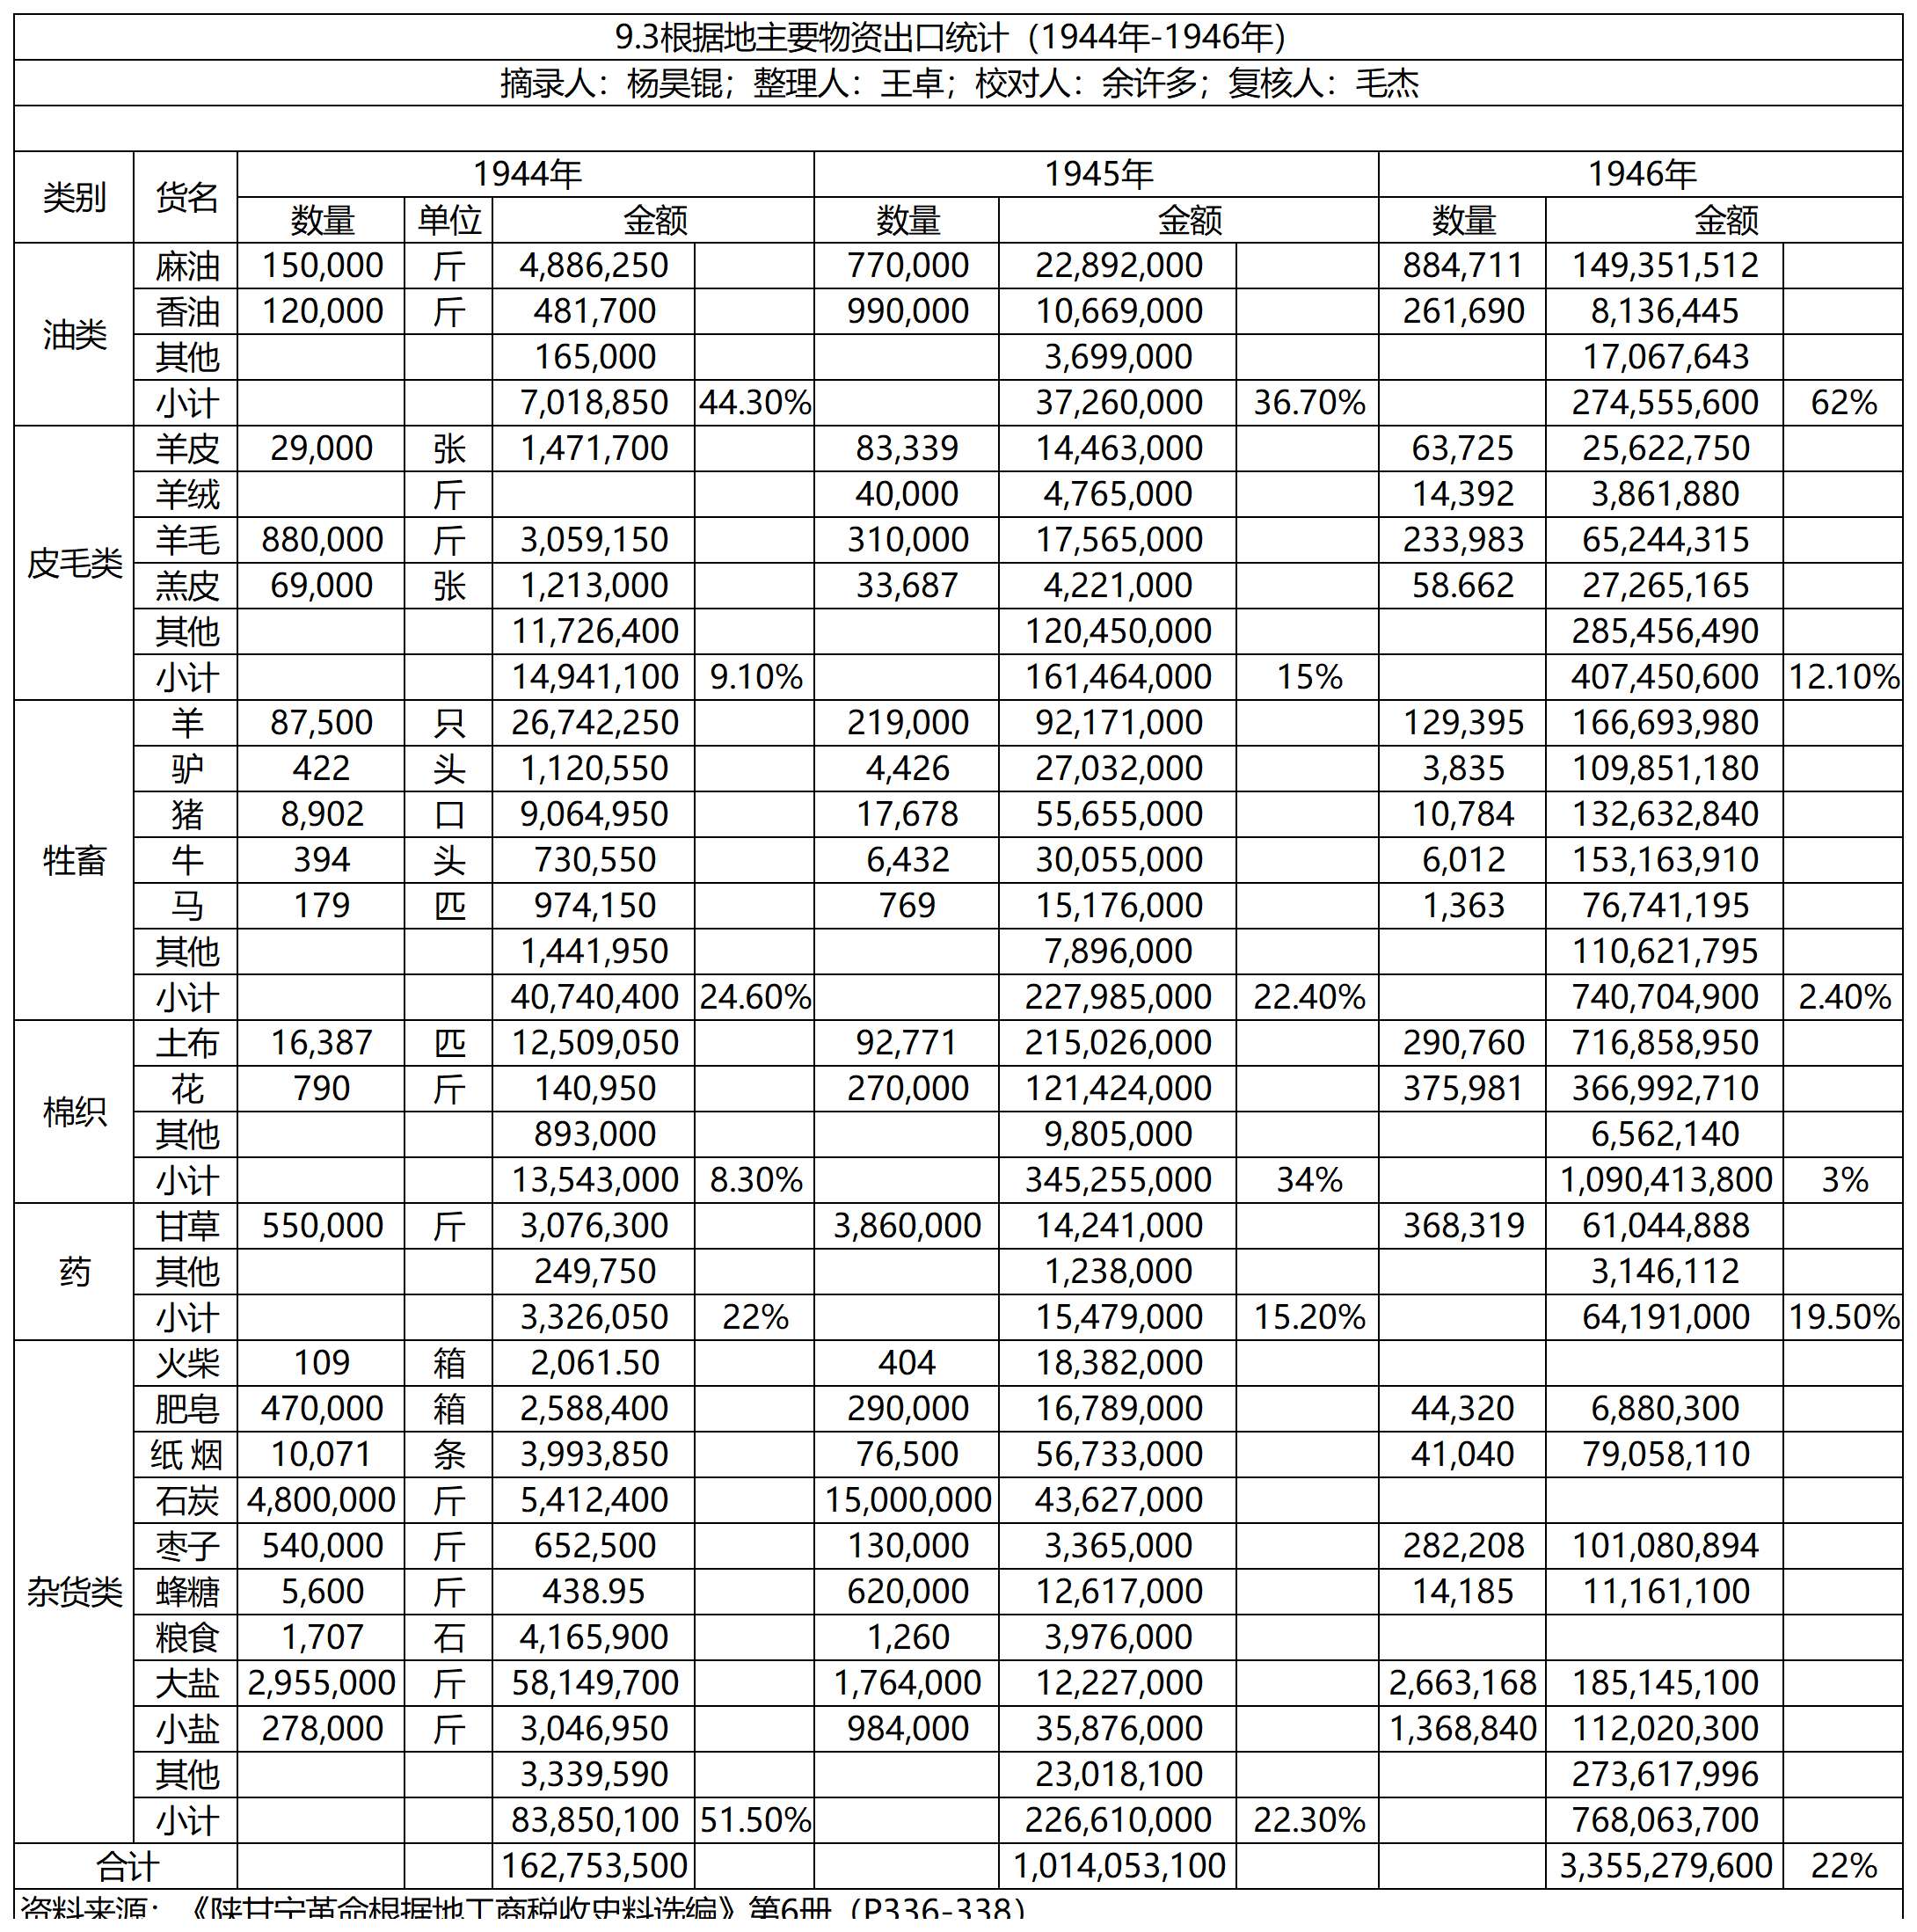 9.3根据地主要物资出口统计（1944年-1946年）
摘录人：杨昊锟；整理人：王卓；校对人：余许多；复核人：毛杰
类别 货名 1944年 1945年 1946年
数量 单位 金额 数量 金额 数量 金额
油类
麻油 150,000 斤 4,886,250 770,000 22,892,000 884,711 149,351,512
香油 120,000 斤 481,700 990,000 10,669,000 261,690 8,136,445
其他 165,000 3,699,000 17,067,643
小计 7,018,850 44.30% 37,260,000 36.70% 274,555,600 62%
皮毛类
羊皮 29,000 张 1,471,700 83,339 14,463,000 63,725 25,622,750
羊绒 斤 40,000 4,765,000 14,392 3,861,880
羊毛 880,000 斤 3,059,150 310,000 17,565,000 233,983 65,244,315
羔皮 69,000 张 1,213,000 33,687 4,221,000 58.662 27,265,165
其他 11,726,400 120,450,000 285,456,490
小计 14,941,100 9.10% 161,464,000 15% 407,450,600 12.10%
牲畜
羊 87,500 只 26,742,250 219,000 92,171,000 129,395 166,693,980
驴 422 头 1,120,550 4,426 27,032,000 3,835 109,851,180
猪 8,902 口 9,064,950 17,678 55,655,000 10,784 132,632,840
牛 394 头 730,550 6,432 30,055,000 6,012 153,163,910
马 179 匹 974,150 769 15,176,000 1,363 76,741,195
其他 1,441,950 7,896,000 110,621,795
小计 40,740,400 24.60% 227,985,000 22.40% 740,704,900 2.40%
棉织
土布 16,387 匹 12,509,050 92,771 215,026,000 290,760 716,858,950
花 790 斤 140,950 270,000 121,424,000 375,981 366,992,710
其他 893,000 9,805,000 6,562,140
小计 13,543,000 8.30% 345,255,000 34% 1,090,413,800 3%
药
甘草 550,000 斤 3,076,300 3,860,000 14,241,000 368,319 61,044,888
其他 249,750 1,238,000 3,146,112
小计 3,326,050 22% 15,479,000 15.20% 64,191,000 19.50%
杂货类
火柴 109 箱 2,061.50 404 18,382,000
肥皂 470,000 箱 2,588,400 290,000 16,789,000 44,320 6,880,300
纸 烟 10,071 条 3,993,850 76,500 56,733,000 41,040 79,058,110
石炭 4,800,000 斤 5,412,400 15,000,000 43,627,000
枣子 540,000 斤 652,500 130,000 3,365,000 282,208 101,080,894
蜂糖 5,600 斤 438.95 620,000 12,617,000 14,185 11,161,100
粮食 1,707 石 4,165,900 1,260 3,976,000
大盐 2,955,000 斤 58,149,700 1,764,000 12,227,000 2,663,168 185,145,100
小盐 278,000 斤 3,046,950 984,000 35,876,000 1,368,840 112,020,300
其他 3,339,590 23,018,100 273,617,996
小计 83,850,100 51.50% 226,610,000 22.30% 768,063,700
合计 162,753,500 1,014,053,100 3,355,279,600 22%
资料来源：《陕甘宁革命根据地工商税收史料选编》第6册（P336-338）